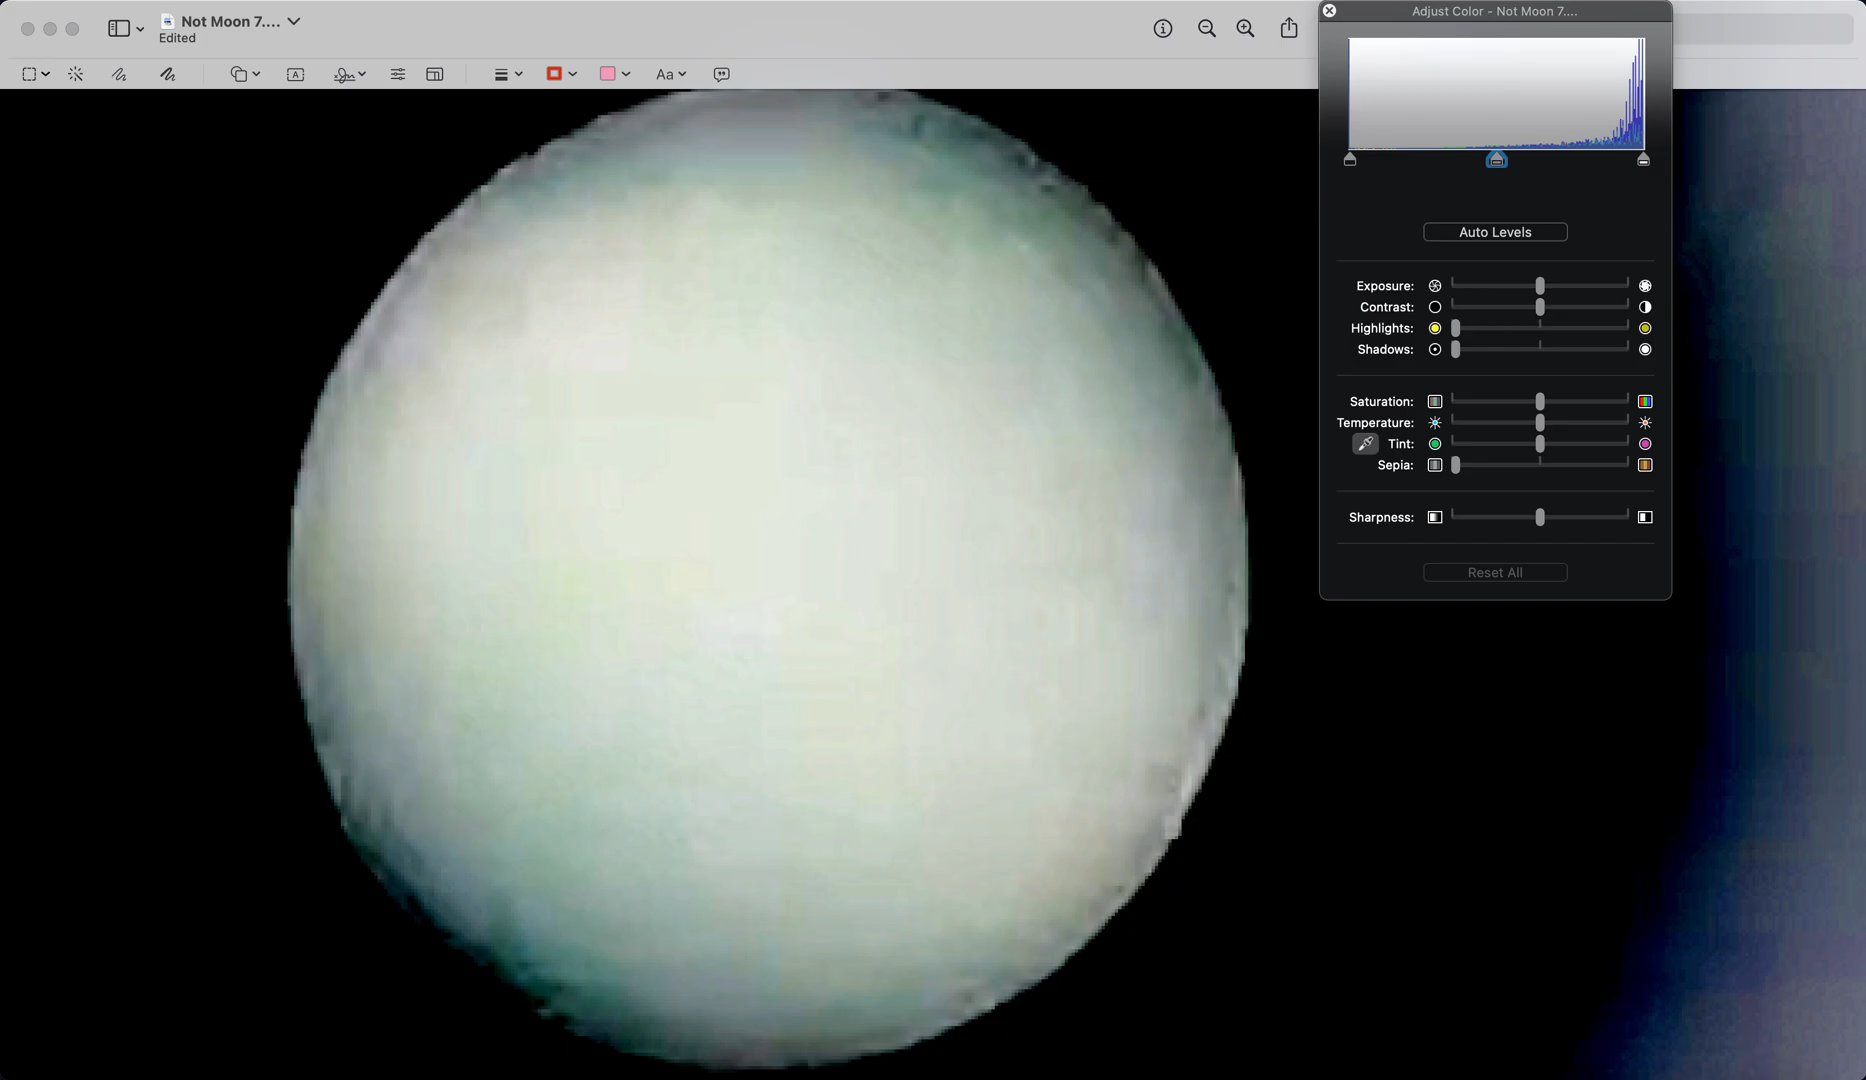 Not Moon 7....
Edited
Aa
Adjust Color - Not Moon 7....
Auto Levels
Exposure:
Contrast:
Highlights:
Shadows:
Saturation:
Temperature:
Tint:
Sepia:
Sharpness:
Reset All